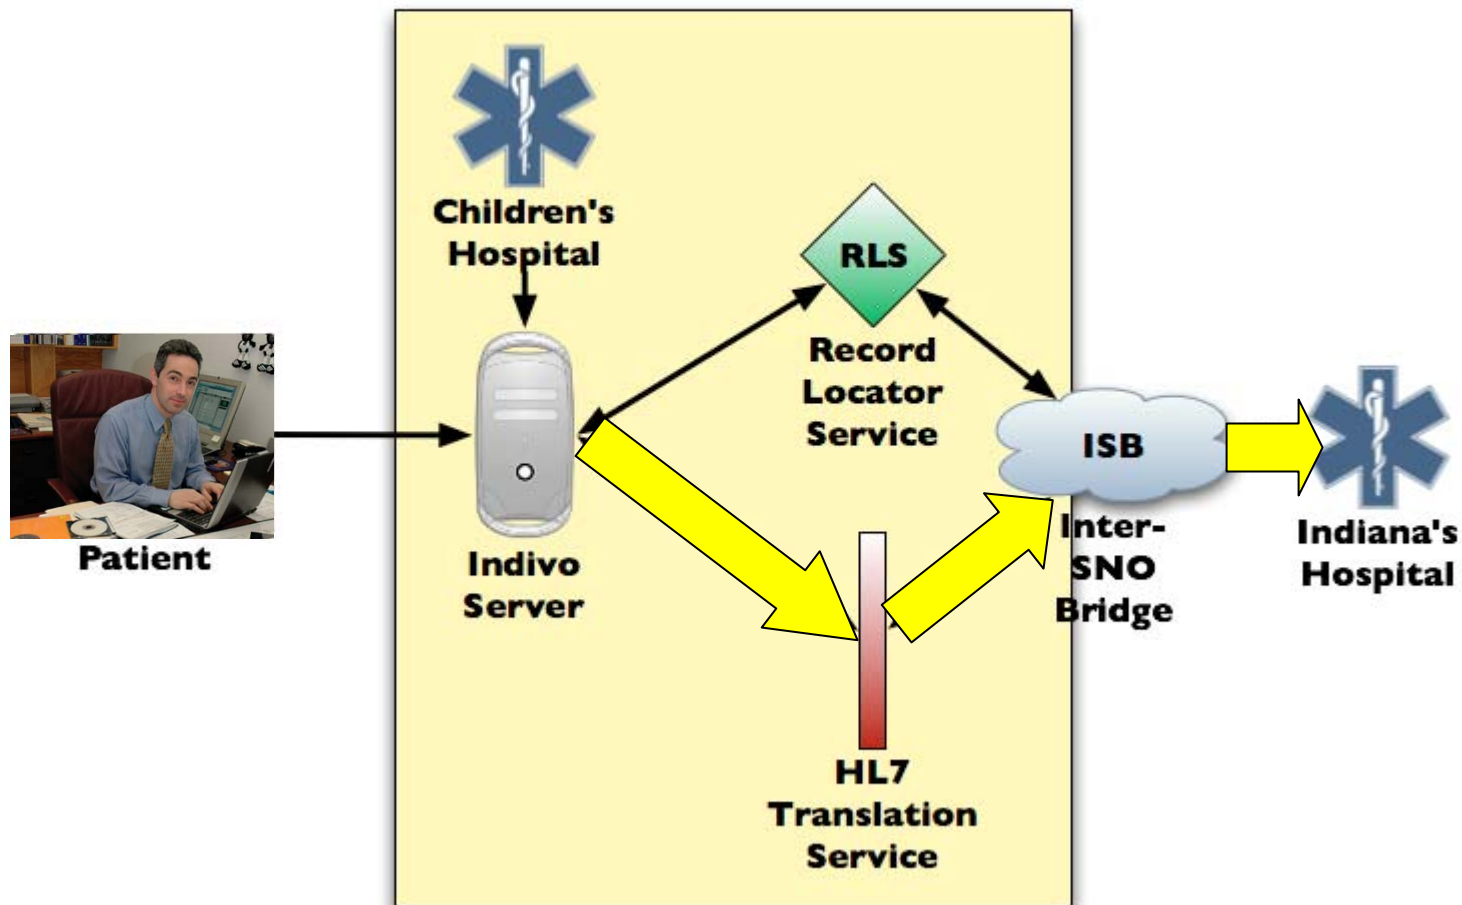 Children's
Hospital
RLS
Record
Locator
Service
ISB
Inter-
SNO
Bridge
Indiana's
Hospital
Patient
Indivo
Server
HL7
Translation
Service